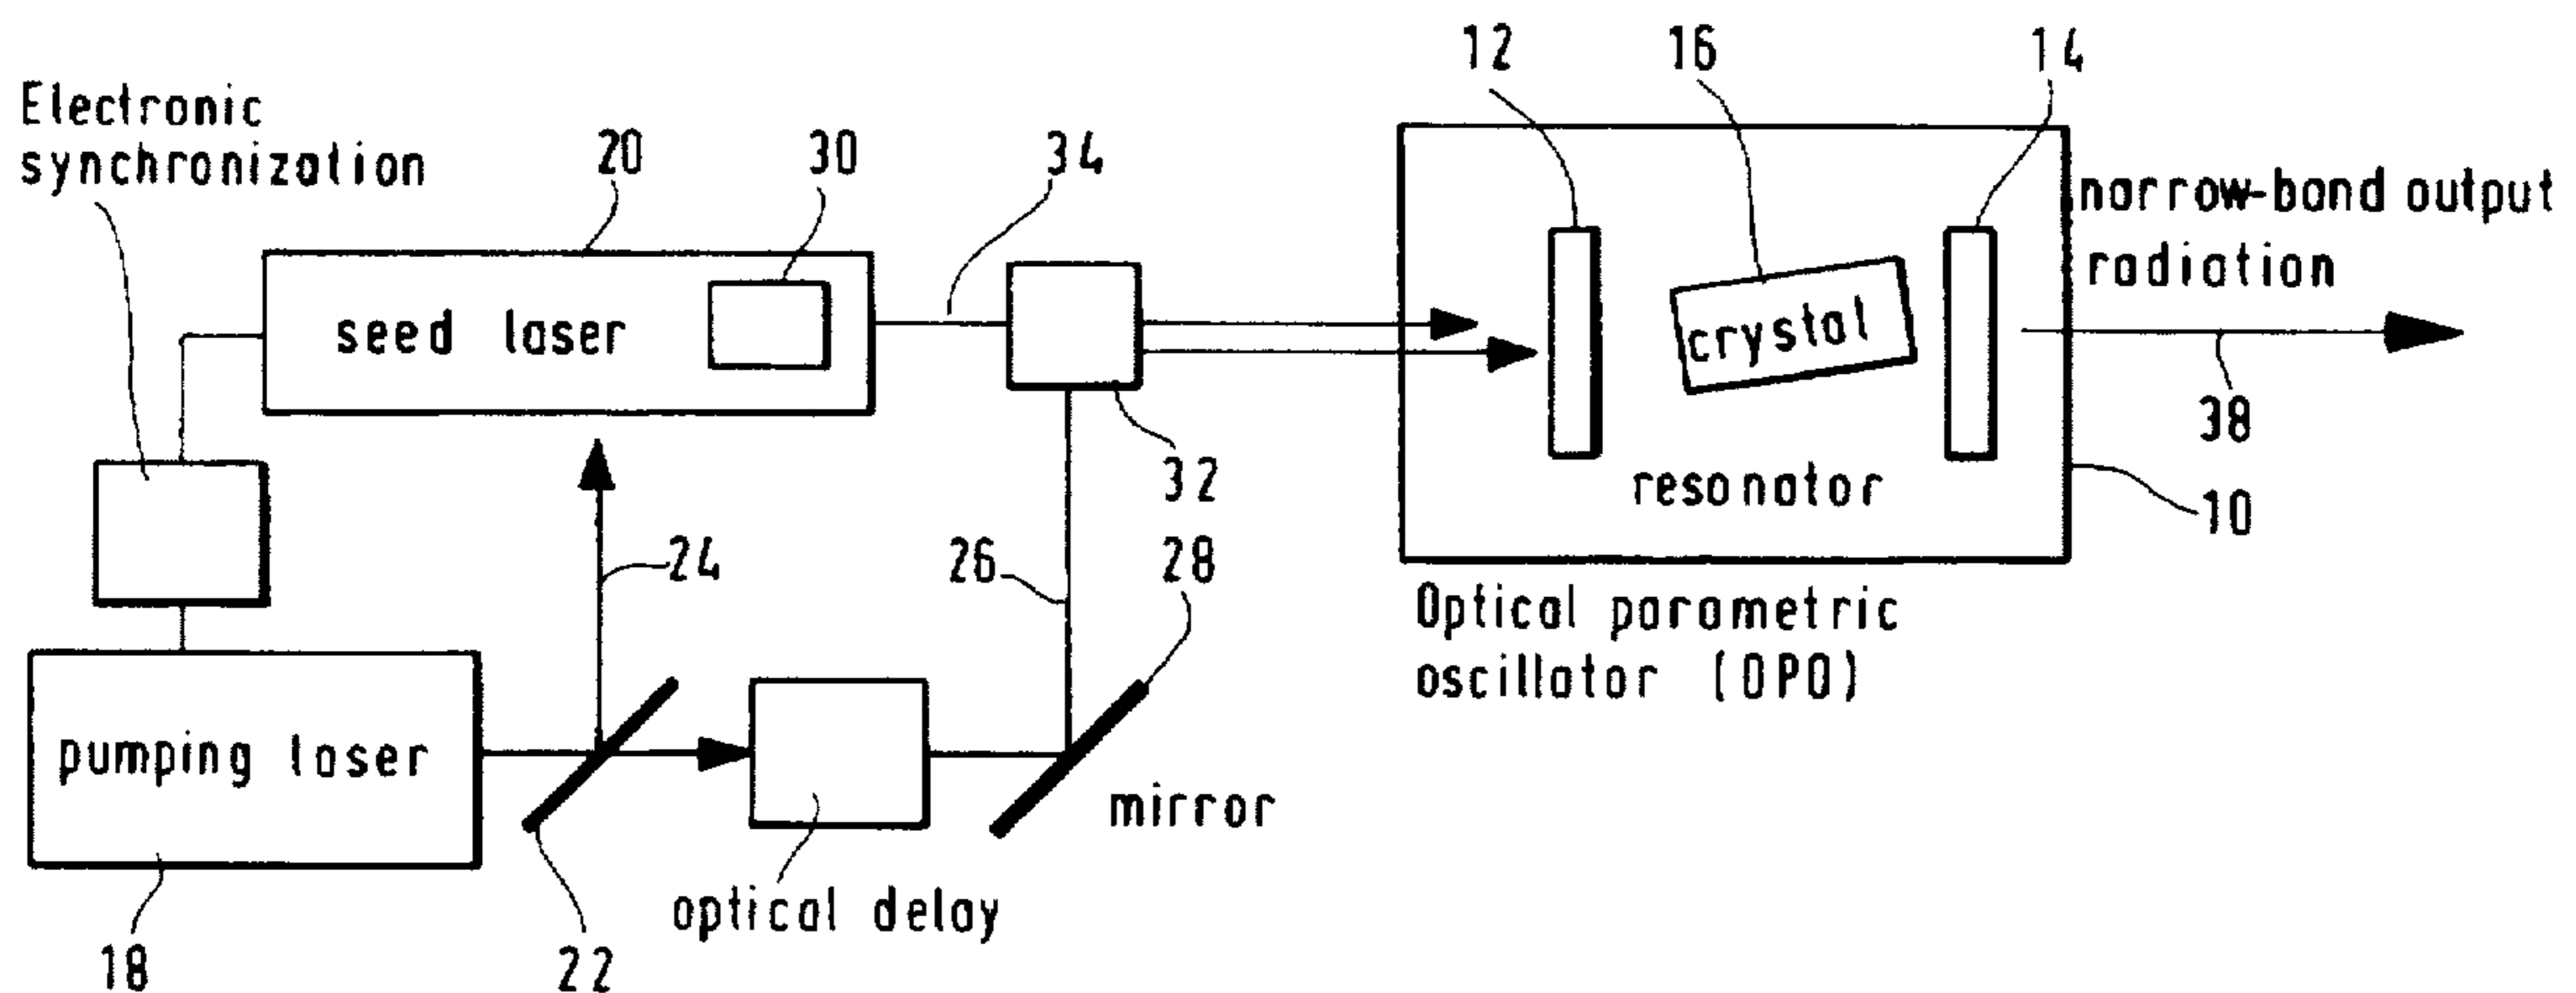 12
16
14
Electronic
synchronization
20
30
34
narrow-band output
radiation
seed laser
crystal
38
32
resonator
10
24
26
28
Optical parametric
oscillator (OPO)
pumping laser
mirror
optical delay
18
22